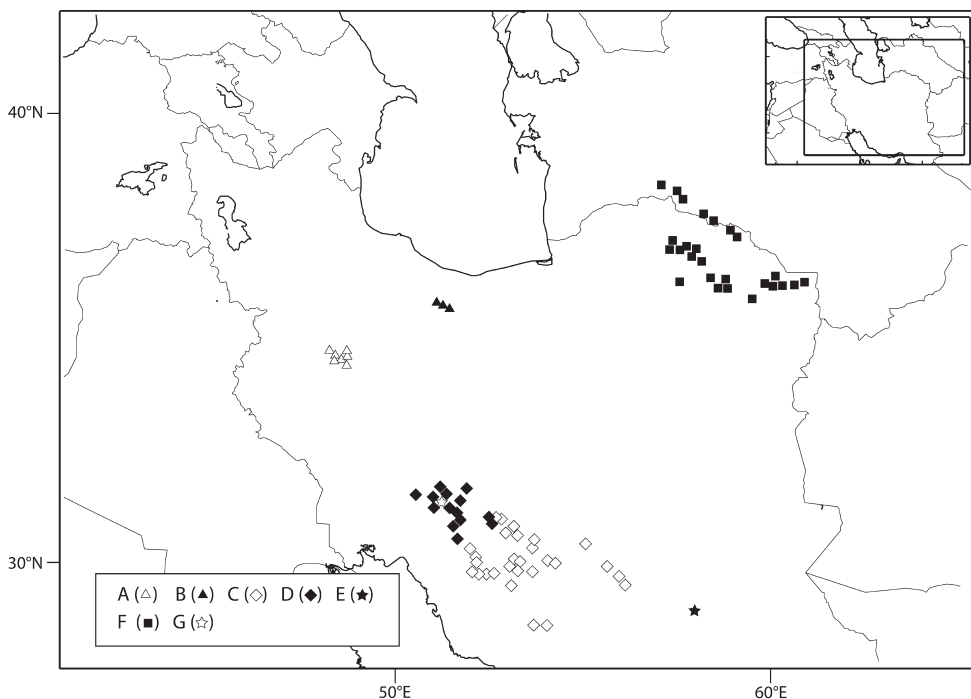 40°N
30°N
A (△) B (▲) C (◇) D (◆) E (★)
F (■) G (☆)
50°E 60°E